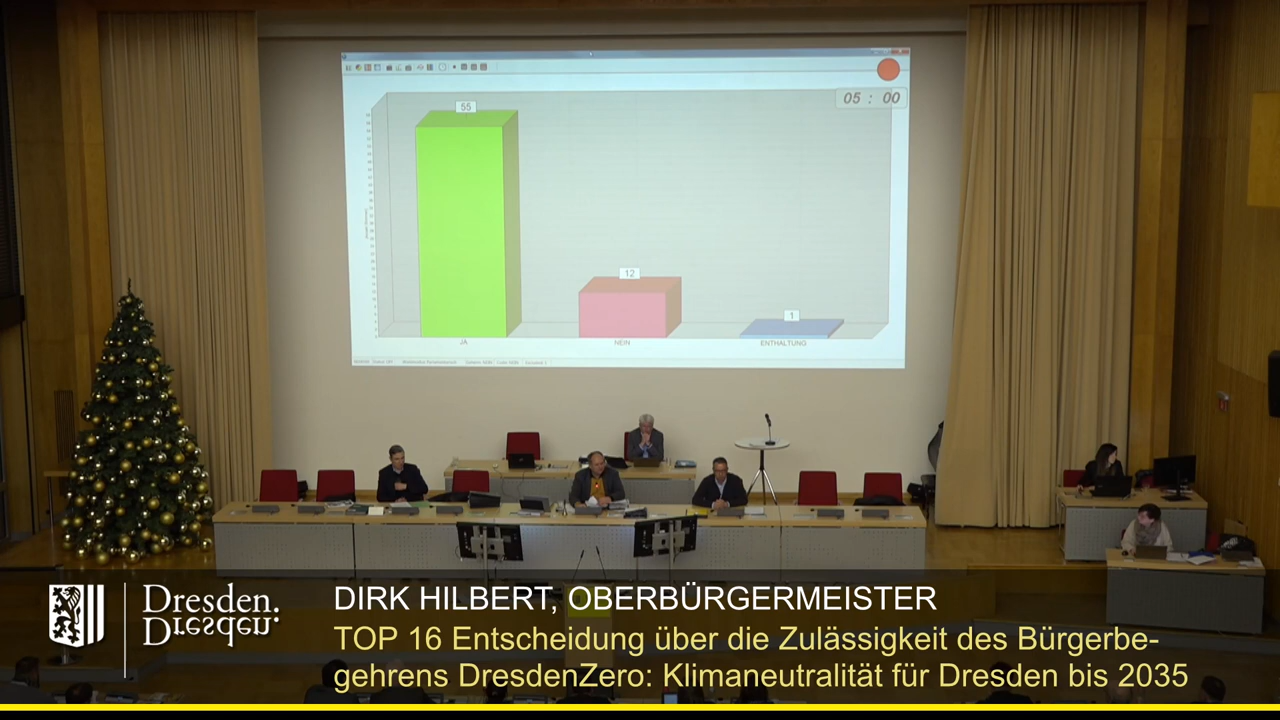 05 : 00
55
12
1
JA
NEIN
ENTHALTUNG
Dresden.
Dresden.
DIRK HILBERT, OBERBÜRGERMEISTER
TOP 16 Entscheidung über die Zulässigkeit des Bürgerbe-
gehrens DresdenZero: Klimaneutralität für Dresden bis 2035